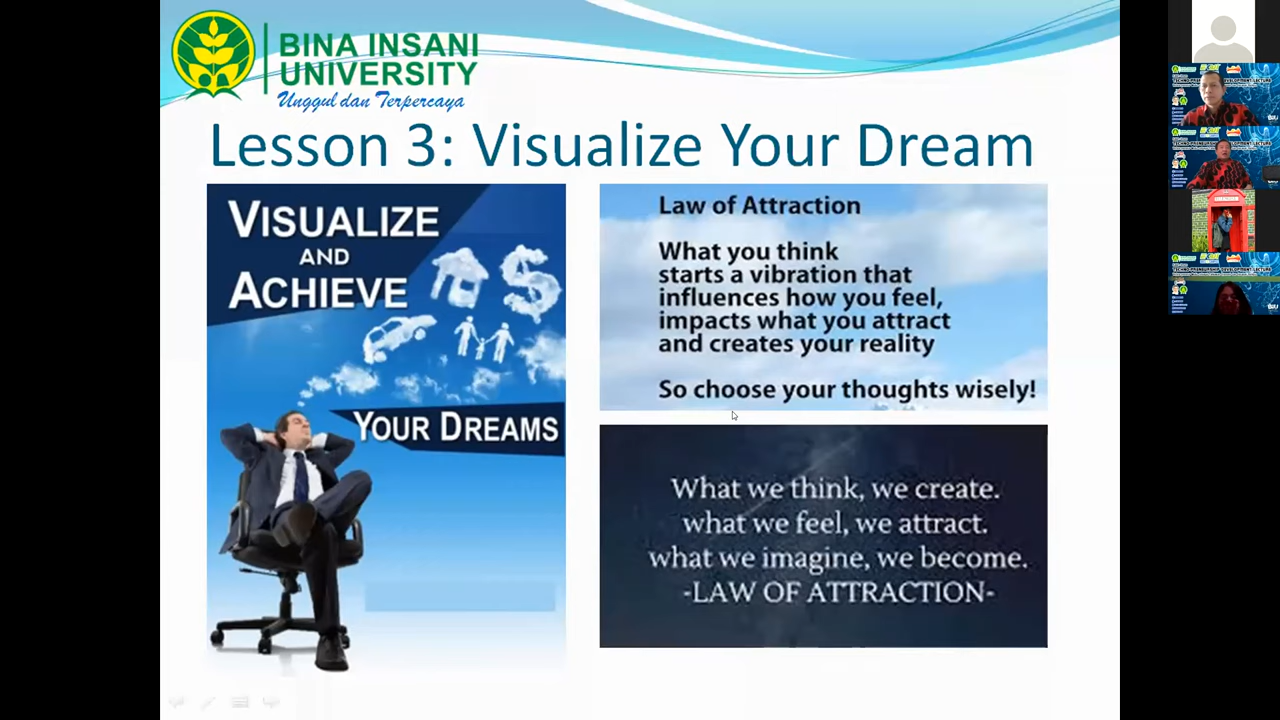 BINA INSANI
UNIVERSITY
Unggul dan Terpercaya
Lesson 3: Visualize Your Dream
VISUALIZE
AND
ACHIEVE
YOUR DREAMS
Law of Attraction
What you think
starts a vibration that
influences how you feel,
impacts what you attract
and creates your reality
So choose your thoughts wisely!
What we think, we create.
what we feel, we attract.
what we imagine, we become.
-LAW OF ATTRACTION-